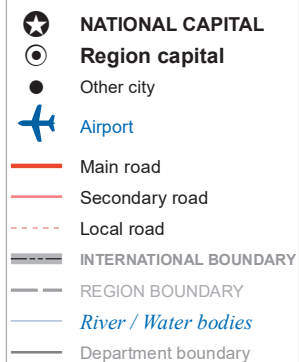 NATIONAL CAPITAL
Region capital
Other city
Airport
Main road
Secondary road
Local road
INTERNATIONAL BOUNDARY
REGION BOUNDARY
River / Water bodies
Department boundary